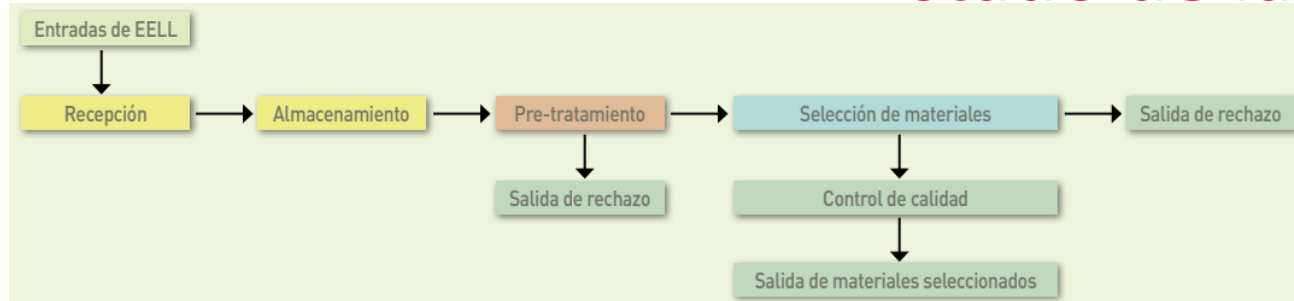 Entradas de EELL
Recepción
Almacenamiento
Pre-tratamiento
Selección de materiales
Salida de rechazo
Salida de rechazo
Control de calidad
Salida de materiales seleccionados